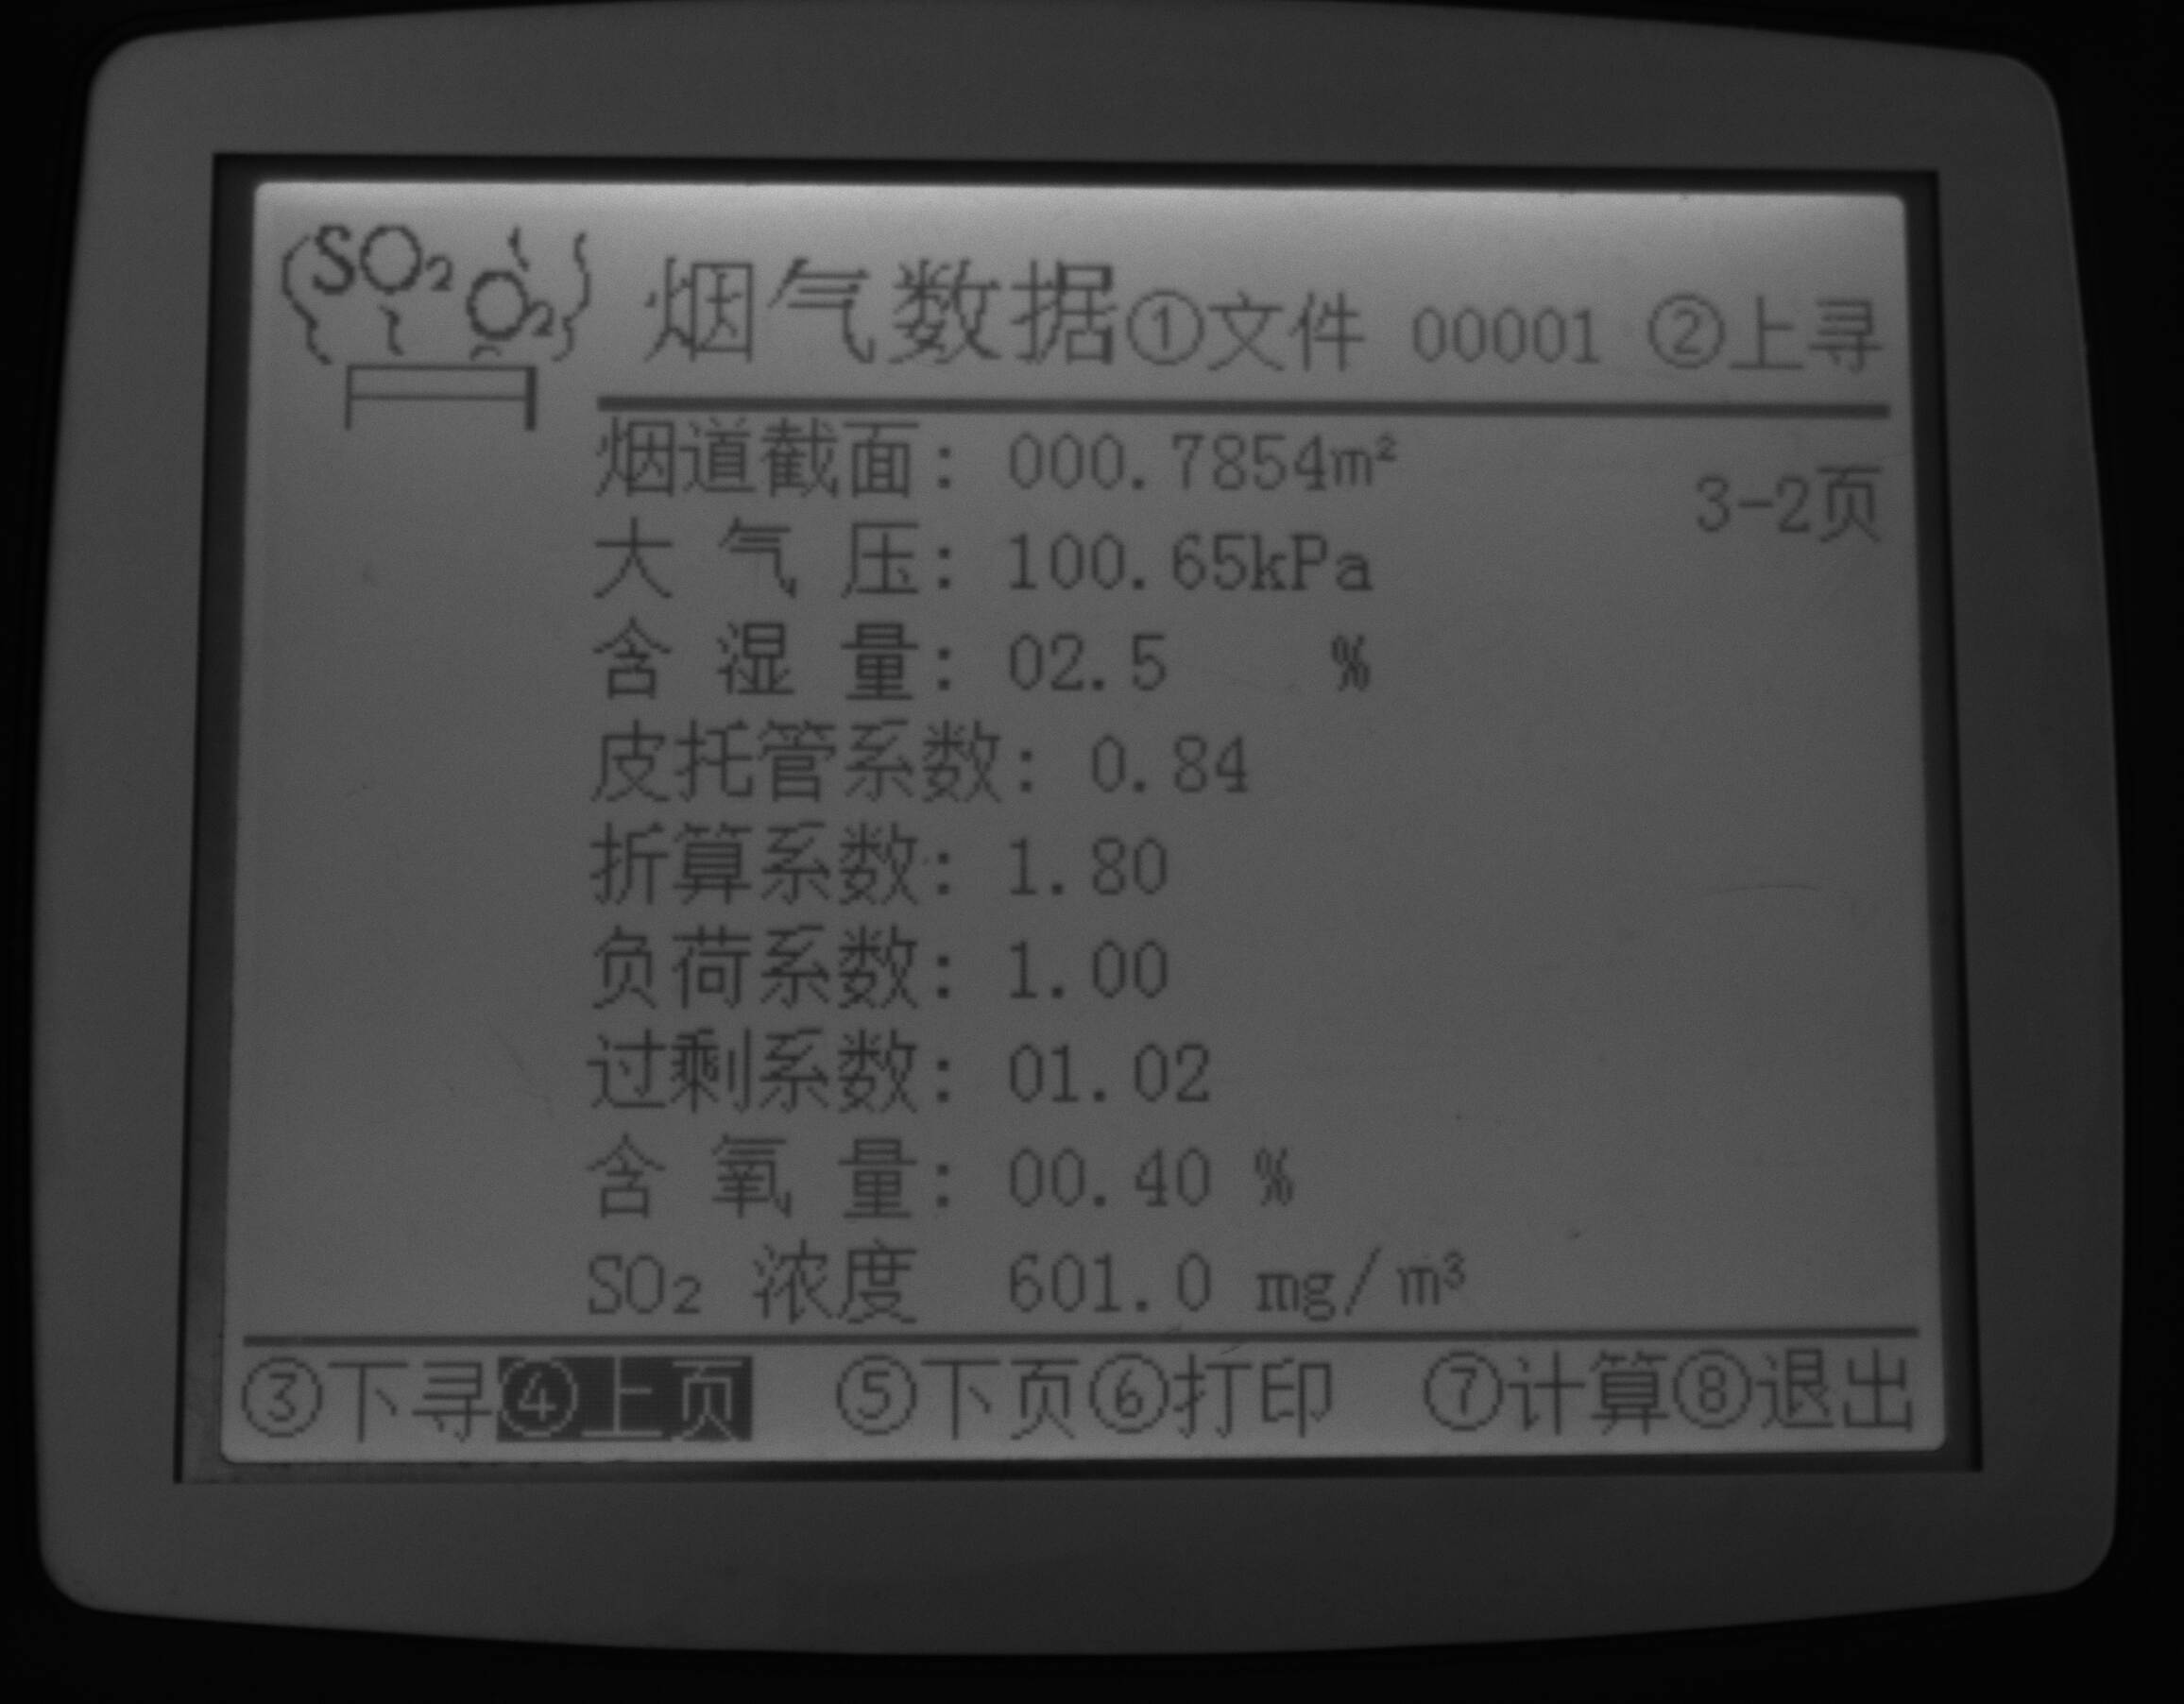 SO₂ O₂
烟气数据 ①文件 00001 ②上寻
烟道截面: 000.7854m²
3-2页
大 气 压: 100.65kPa
含 湿 量: 02.5 %
皮托管系数: 0.84
折算系数: 1.80
负荷系数: 1.00
过剩系数: 01.02
含 氧 量: 00.40 %
SO₂ 浓度 601.0 mg/m³
③下寻 ④上页 ⑤下页 ⑥打印 ⑦计算 ⑧退出